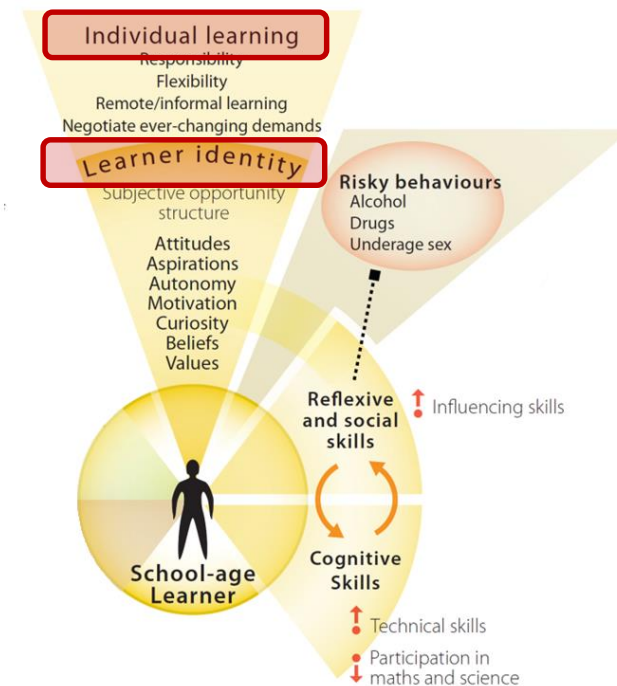 Individual learning
Responsibility
Flexibility
Remote/informal learning
Negotiate ever-changing demands
Learner identity
Subjective opportunity
structure
Attitudes
Aspirations
Autonomy
Motivation
Curiosity
Beliefs
Values
Risky behaviours
Alcohol
Drugs
Underage sex
Reflexive
and social
skills
Influencing skills
Cognitive
Skills
School-age
Learner
Technical skills
Participation in
maths and science